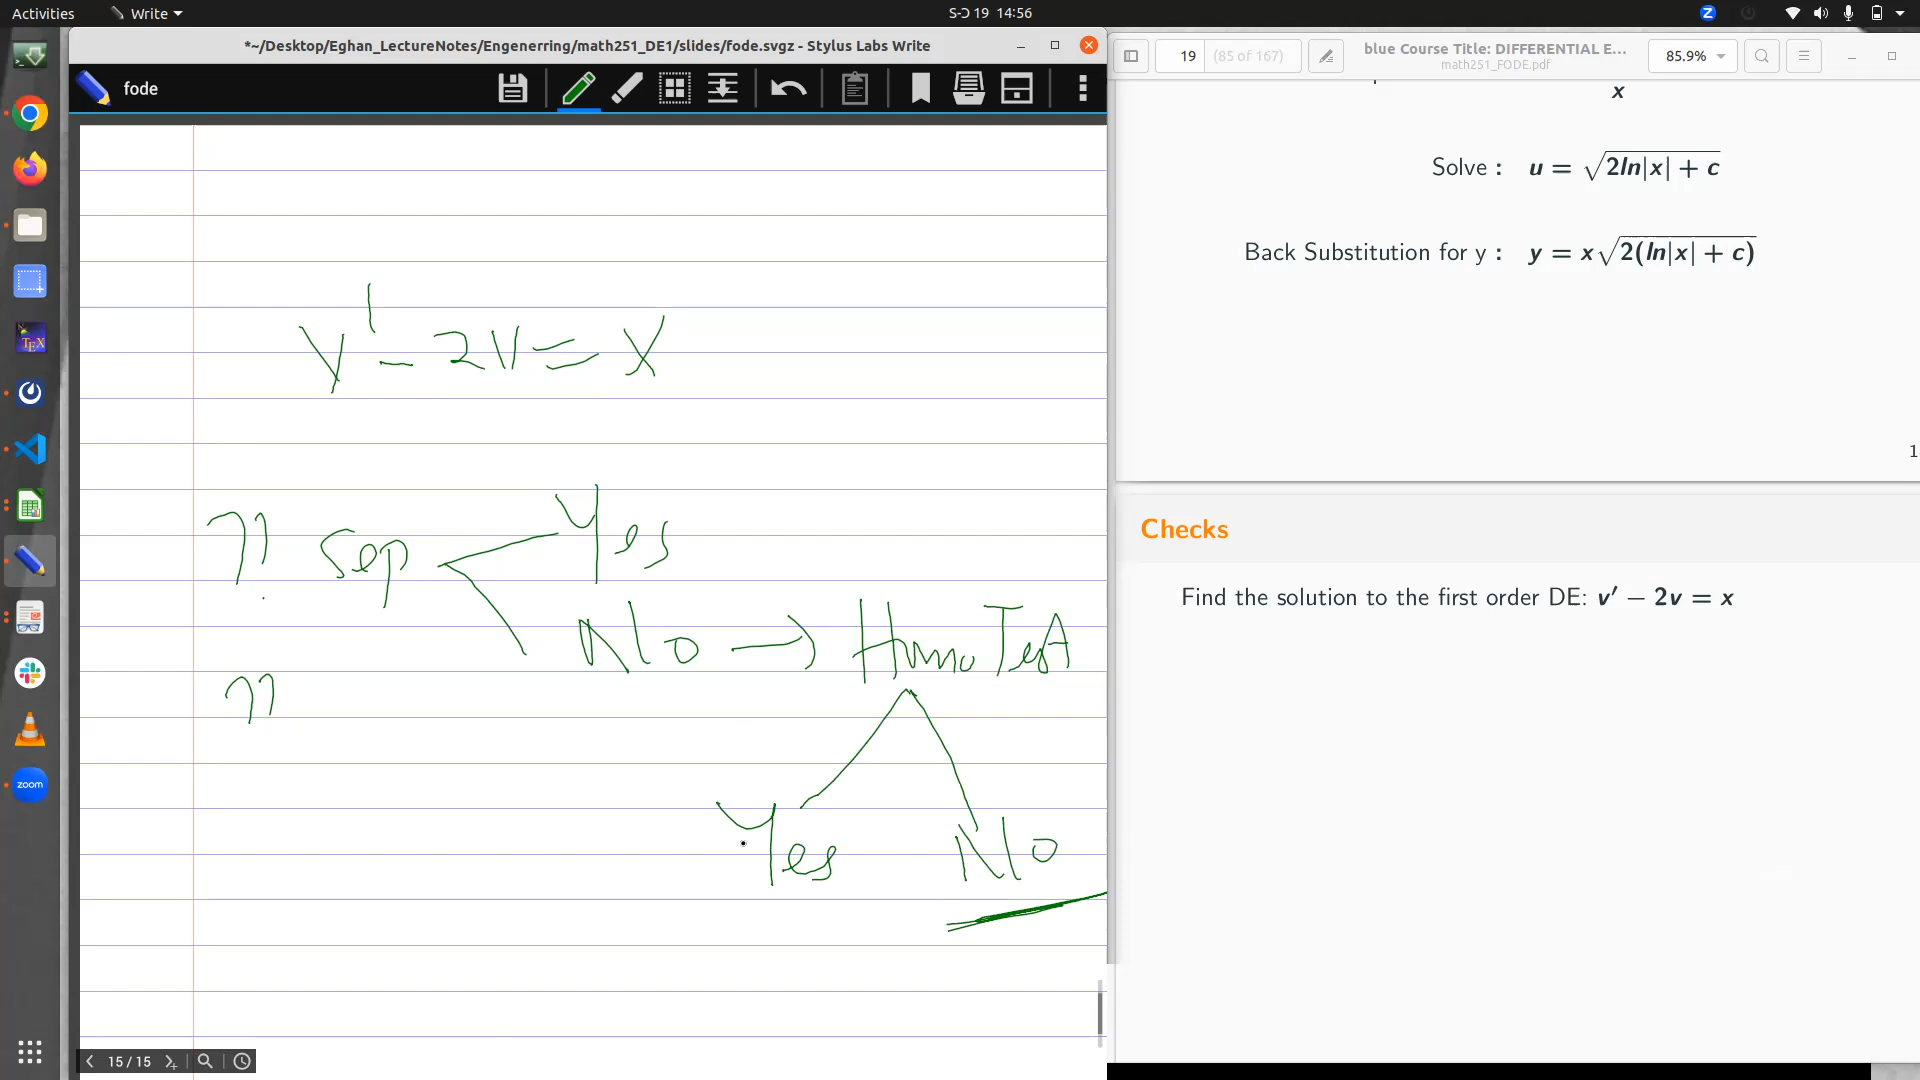 Activities
Write
S-Ɔ 19 14:56
*~/Desktop/Eghan_LectureNotes/Engenerring/math251_DE1/slides/fode.svgz - Stylus Labs Write
fode
v' - 2v = x
?? Sep Yes
No → Homo Test
??
Yes No
15 / 15
TEX
zoom
19 (85 of 167)
blue Course Title: DIFFERENTIAL E...
math251_FODE.pdf
85.9%
x
Solve : u = √2ln|x| + c
Back Substitution for y : y = x√2(ln|x| + c)
1
Checks
Find the solution to the first order DE: v′ − 2v = x